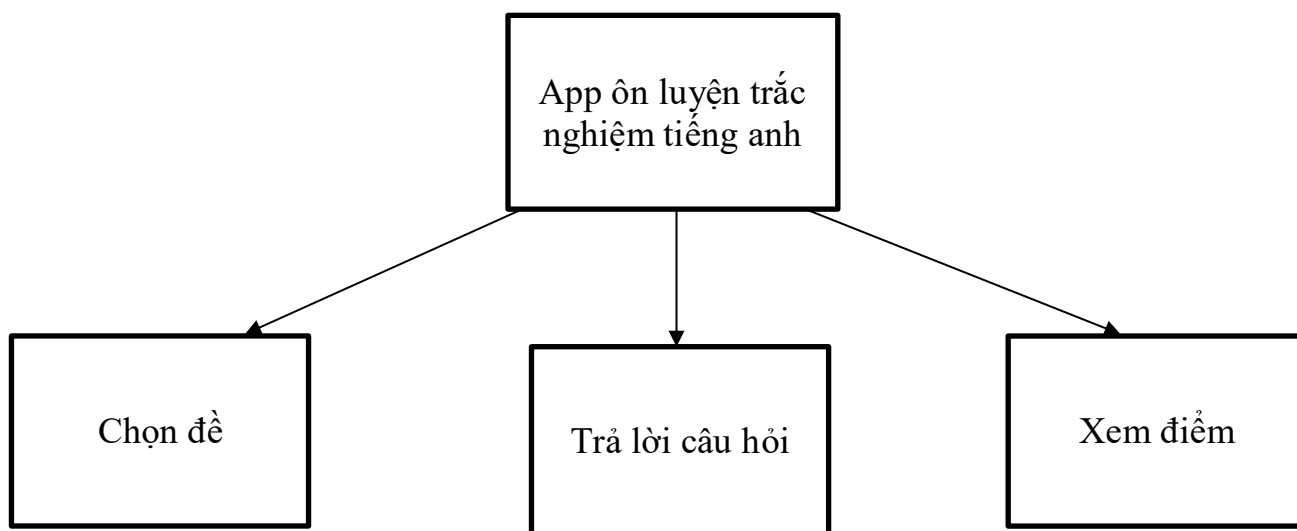 App ôn luyện trắc
nghiệm tiếng anh
Chọn đề
Trả lời câu hỏi
Xem điểm